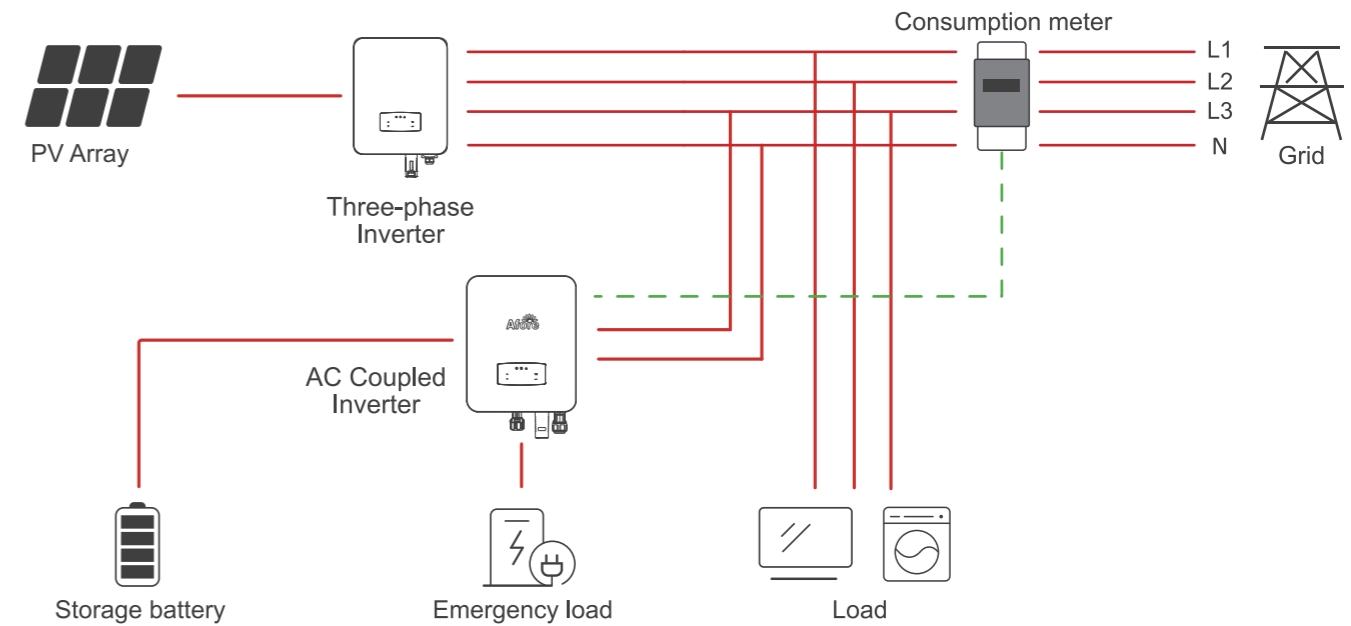 Consumption meter
L1
L2
L3
N
PV Array
Grid
Three-phase
Inverter
Afore
AC Coupled
Inverter
Storage battery
Emergency load
Load